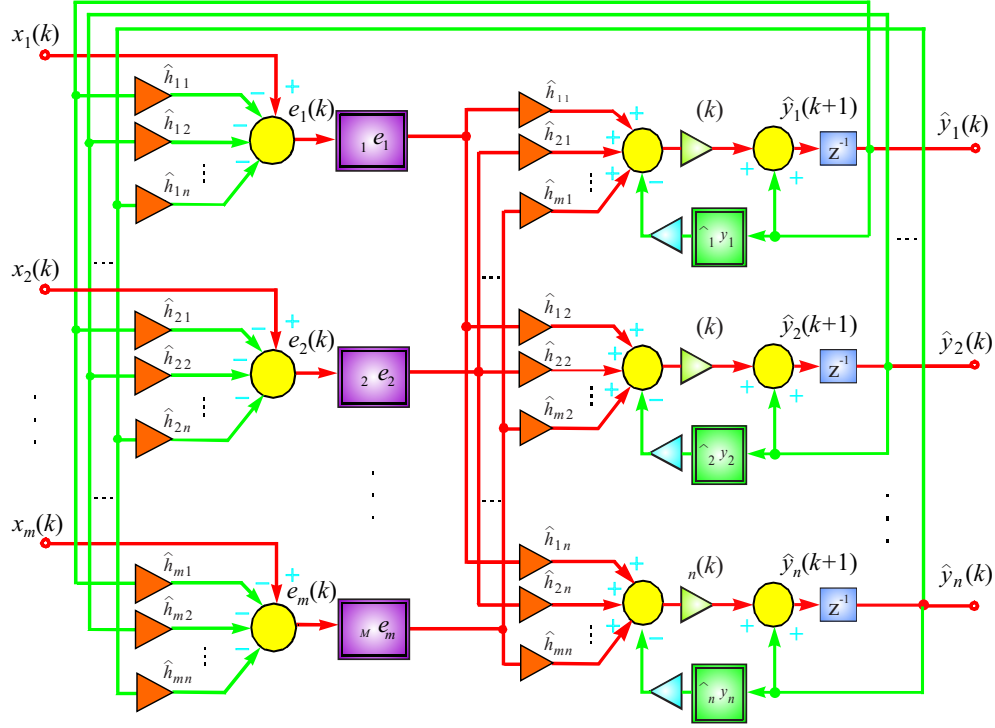 x₁(k)
ĥ₁₁
ĥ₁₂
ĥ₁ₙ
e₁(k)
₁ e₁
ĥ₁₁
ĥ₂₁
ĥₘ₁
(k)
ŷ₁(k+1)
z⁻¹
ŷ₁(k)
^₁ y₁
x₂(k)
ĥ₂₁
ĥ₂₂
ĥ₂ₙ
e₂(k)
₂ e₂
ĥ₁₂
ĥ₂₂
ĥₘ₂
(k)
ŷ₂(k+1)
z⁻¹
ŷ₂(k)
^₂ y₂
xₘ(k)
ĥₘ₁
ĥₘ₂
ĥₘₙ
eₘ(k)
M eₘ
ĥ₁ₙ
ĥ₂ₙ
ĥₘₙ
ₙ(k)
ŷₙ(k+1)
z⁻¹
ŷₙ(k)
^ₙ yₙ